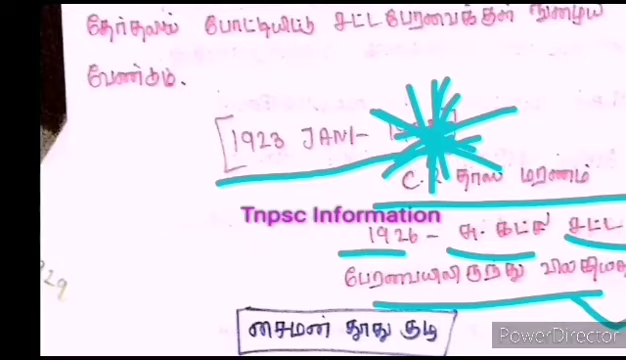 தேர்தலில் போட்டியிட்டு சட்டபேரவைக்குள் நுழைய
வேண்டும்.
[1923 JAN -
C.R தாஸ் மரணம்
Tnpsc Information
1926 - சு. கட்சி சட்ட
பேரவையிலிருந்து விலகியது
சைமன் தூது குழு
PowerDirector